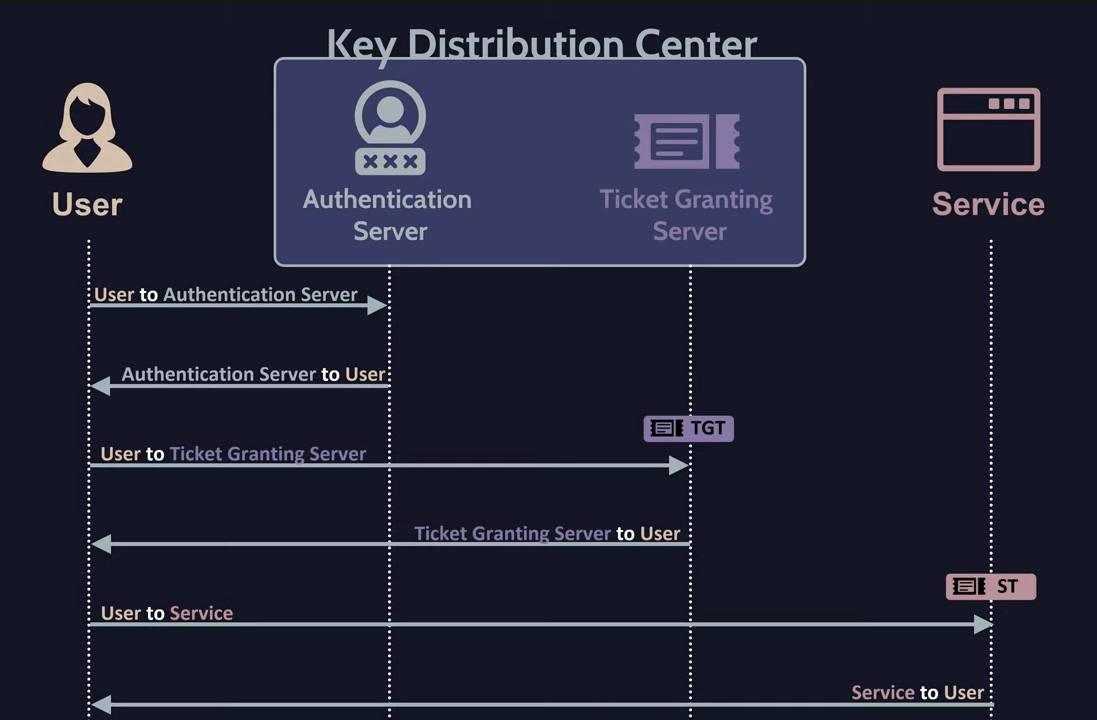 Key Distribution Center
User
XXX
Authentication
Server
Ticket Granting
Server
Service
User to Authentication Server
Authentication Server to User
TGT
User to Ticket Granting Server
Ticket Granting Server to User
ST
User to Service
Service to User